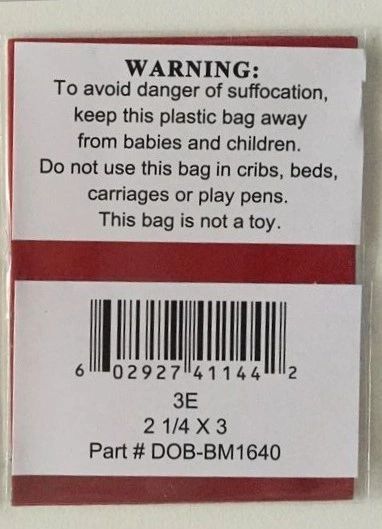 WARNING:
To avoid danger of suffocation,
keep this plastic bag away
from babies and children.
Do not use this bag in cribs, beds,
carriages or play pens.
This bag is not a toy.
6 02927 41144 2
3E
2 1/4 X 3
Part # DOB-BM1640